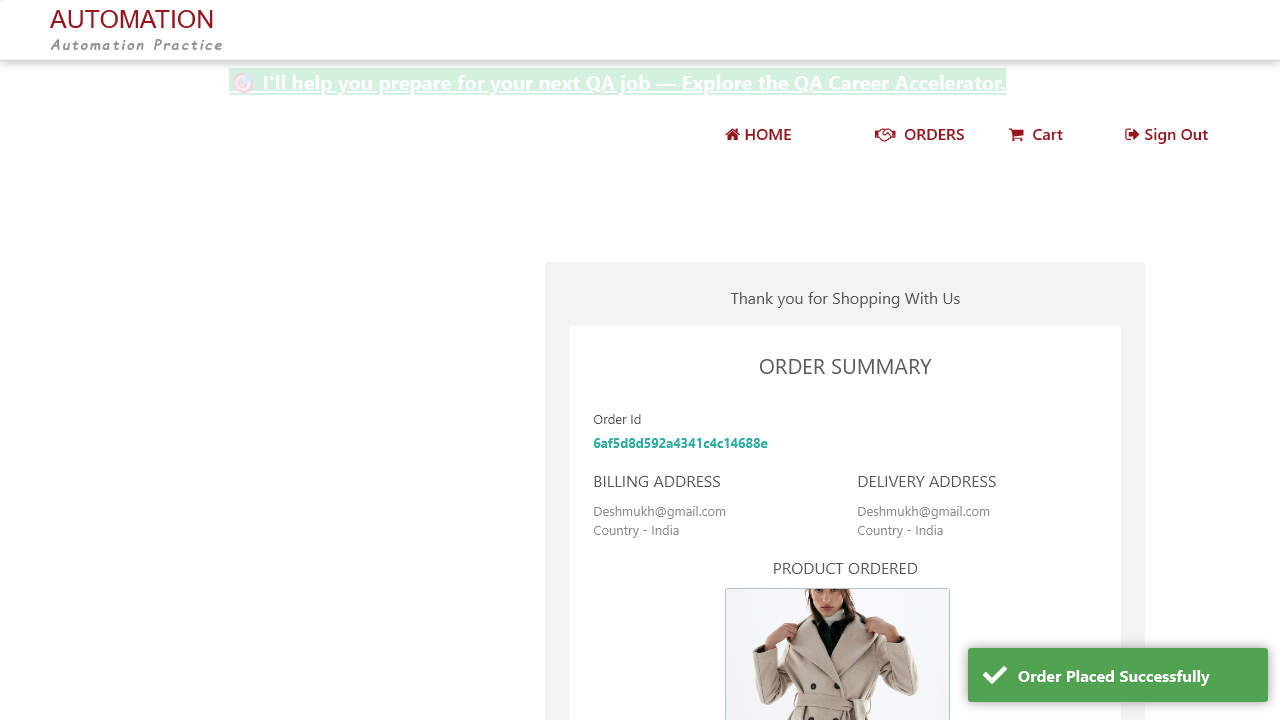 AUTOMATION
Automation Practice
🎯 I'll help you prepare for your next QA job — Explore the QA Career Accelerator.
HOME
ORDERS
Cart
Sign Out
Thank you for Shopping With Us
ORDER SUMMARY
Order Id
6af5d8d592a4341c4c14688e
BILLING ADDRESS
Deshmukh@gmail.com
Country - India
DELIVERY ADDRESS
Deshmukh@gmail.com
Country - India
PRODUCT ORDERED
Order Placed Successfully